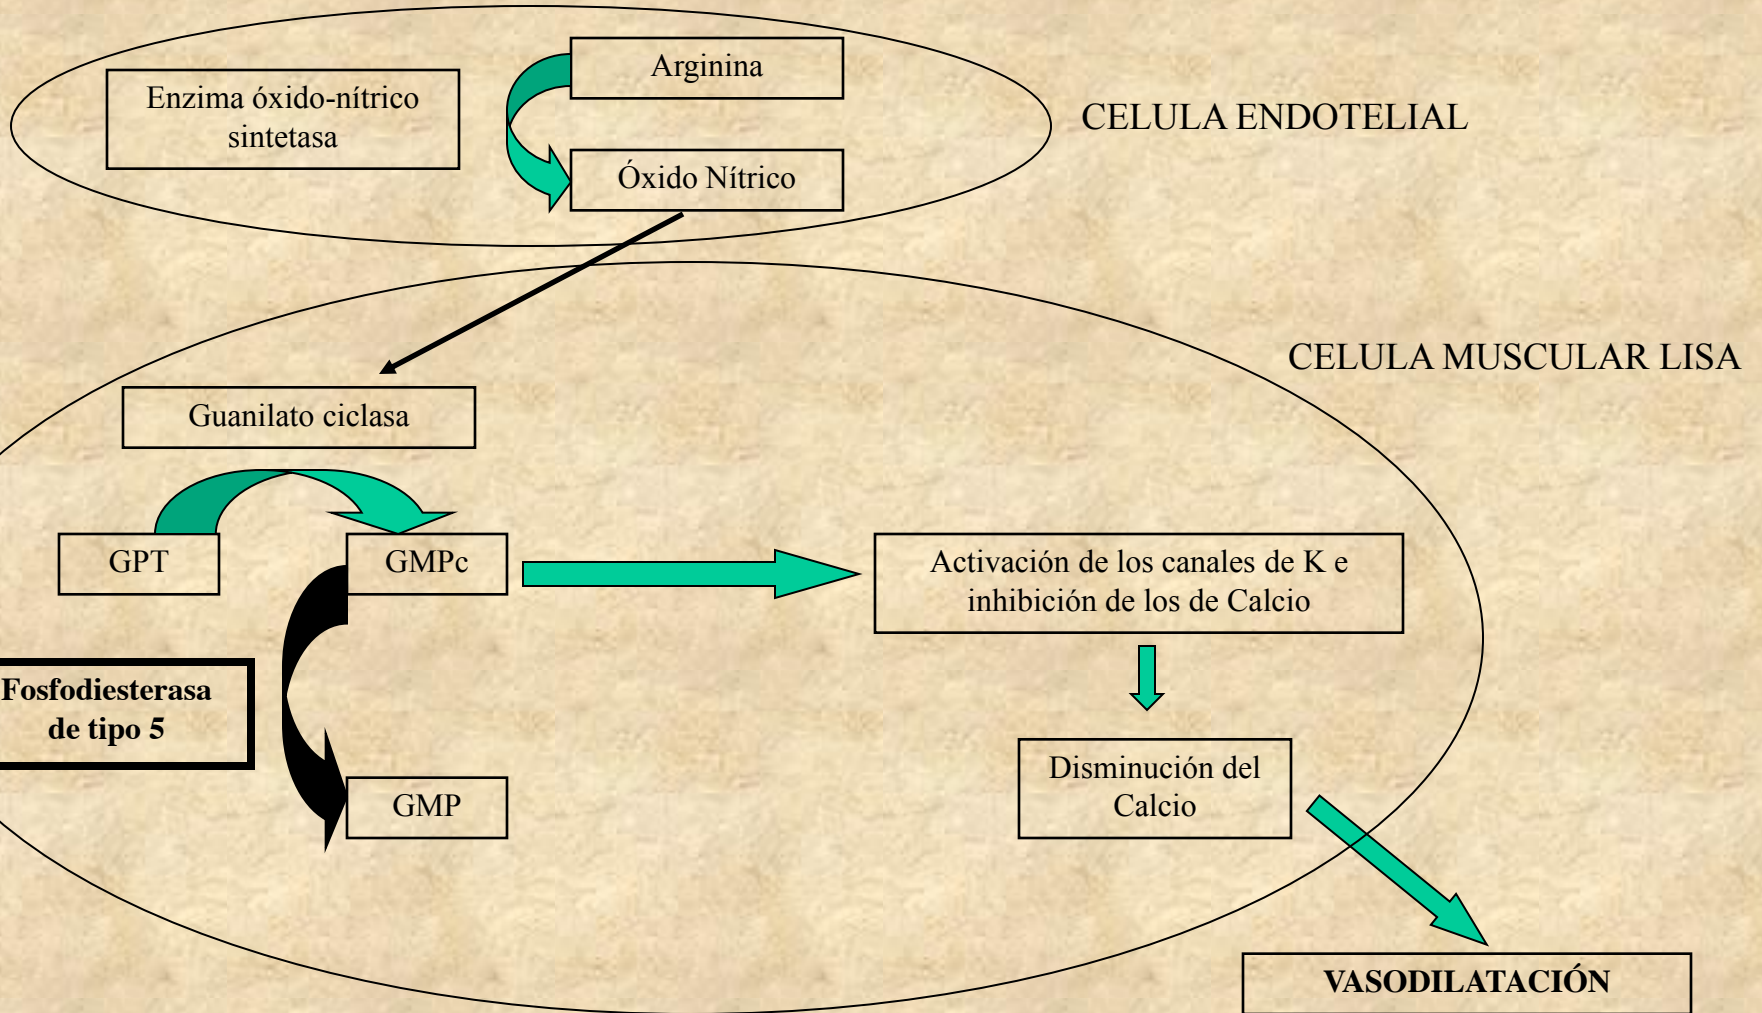 Arginina
Enzima óxido-nítrico
sintetasa
CELULA ENDOTELIAL
Óxido Nítrico
CELULA MUSCULAR LISA
Guanilato ciclasa
GPT
GMPc
Activación de los canales de K e
inhibición de los de Calcio
Fosfodiesterasa
de tipo 5
Disminución del
Calcio
GMP
VASODILATACIÓN